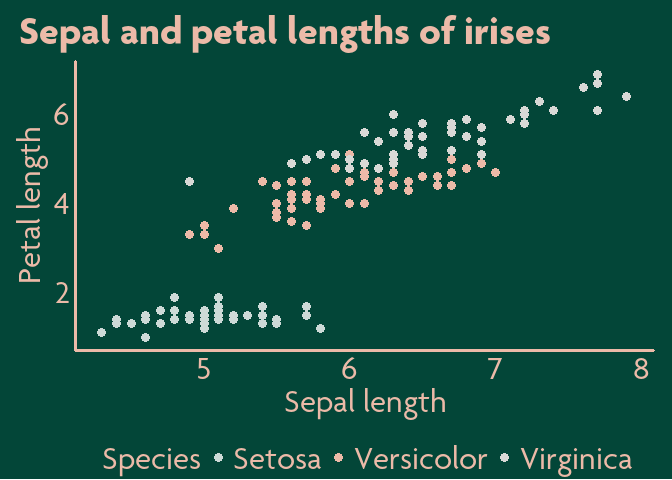 Sepal and petal lengths of irises
Petal length
6
4
2
5 6 7 8
Sepal length
Species Setosa Versicolor Virginica